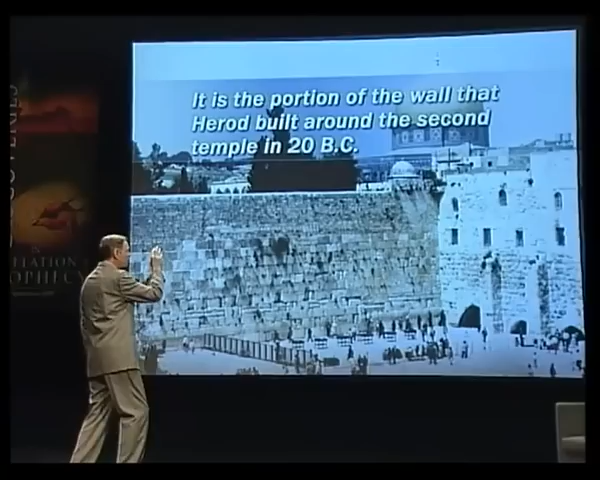 It is the portion of the wall that
Herod built around the second
temple in 20 B.C.